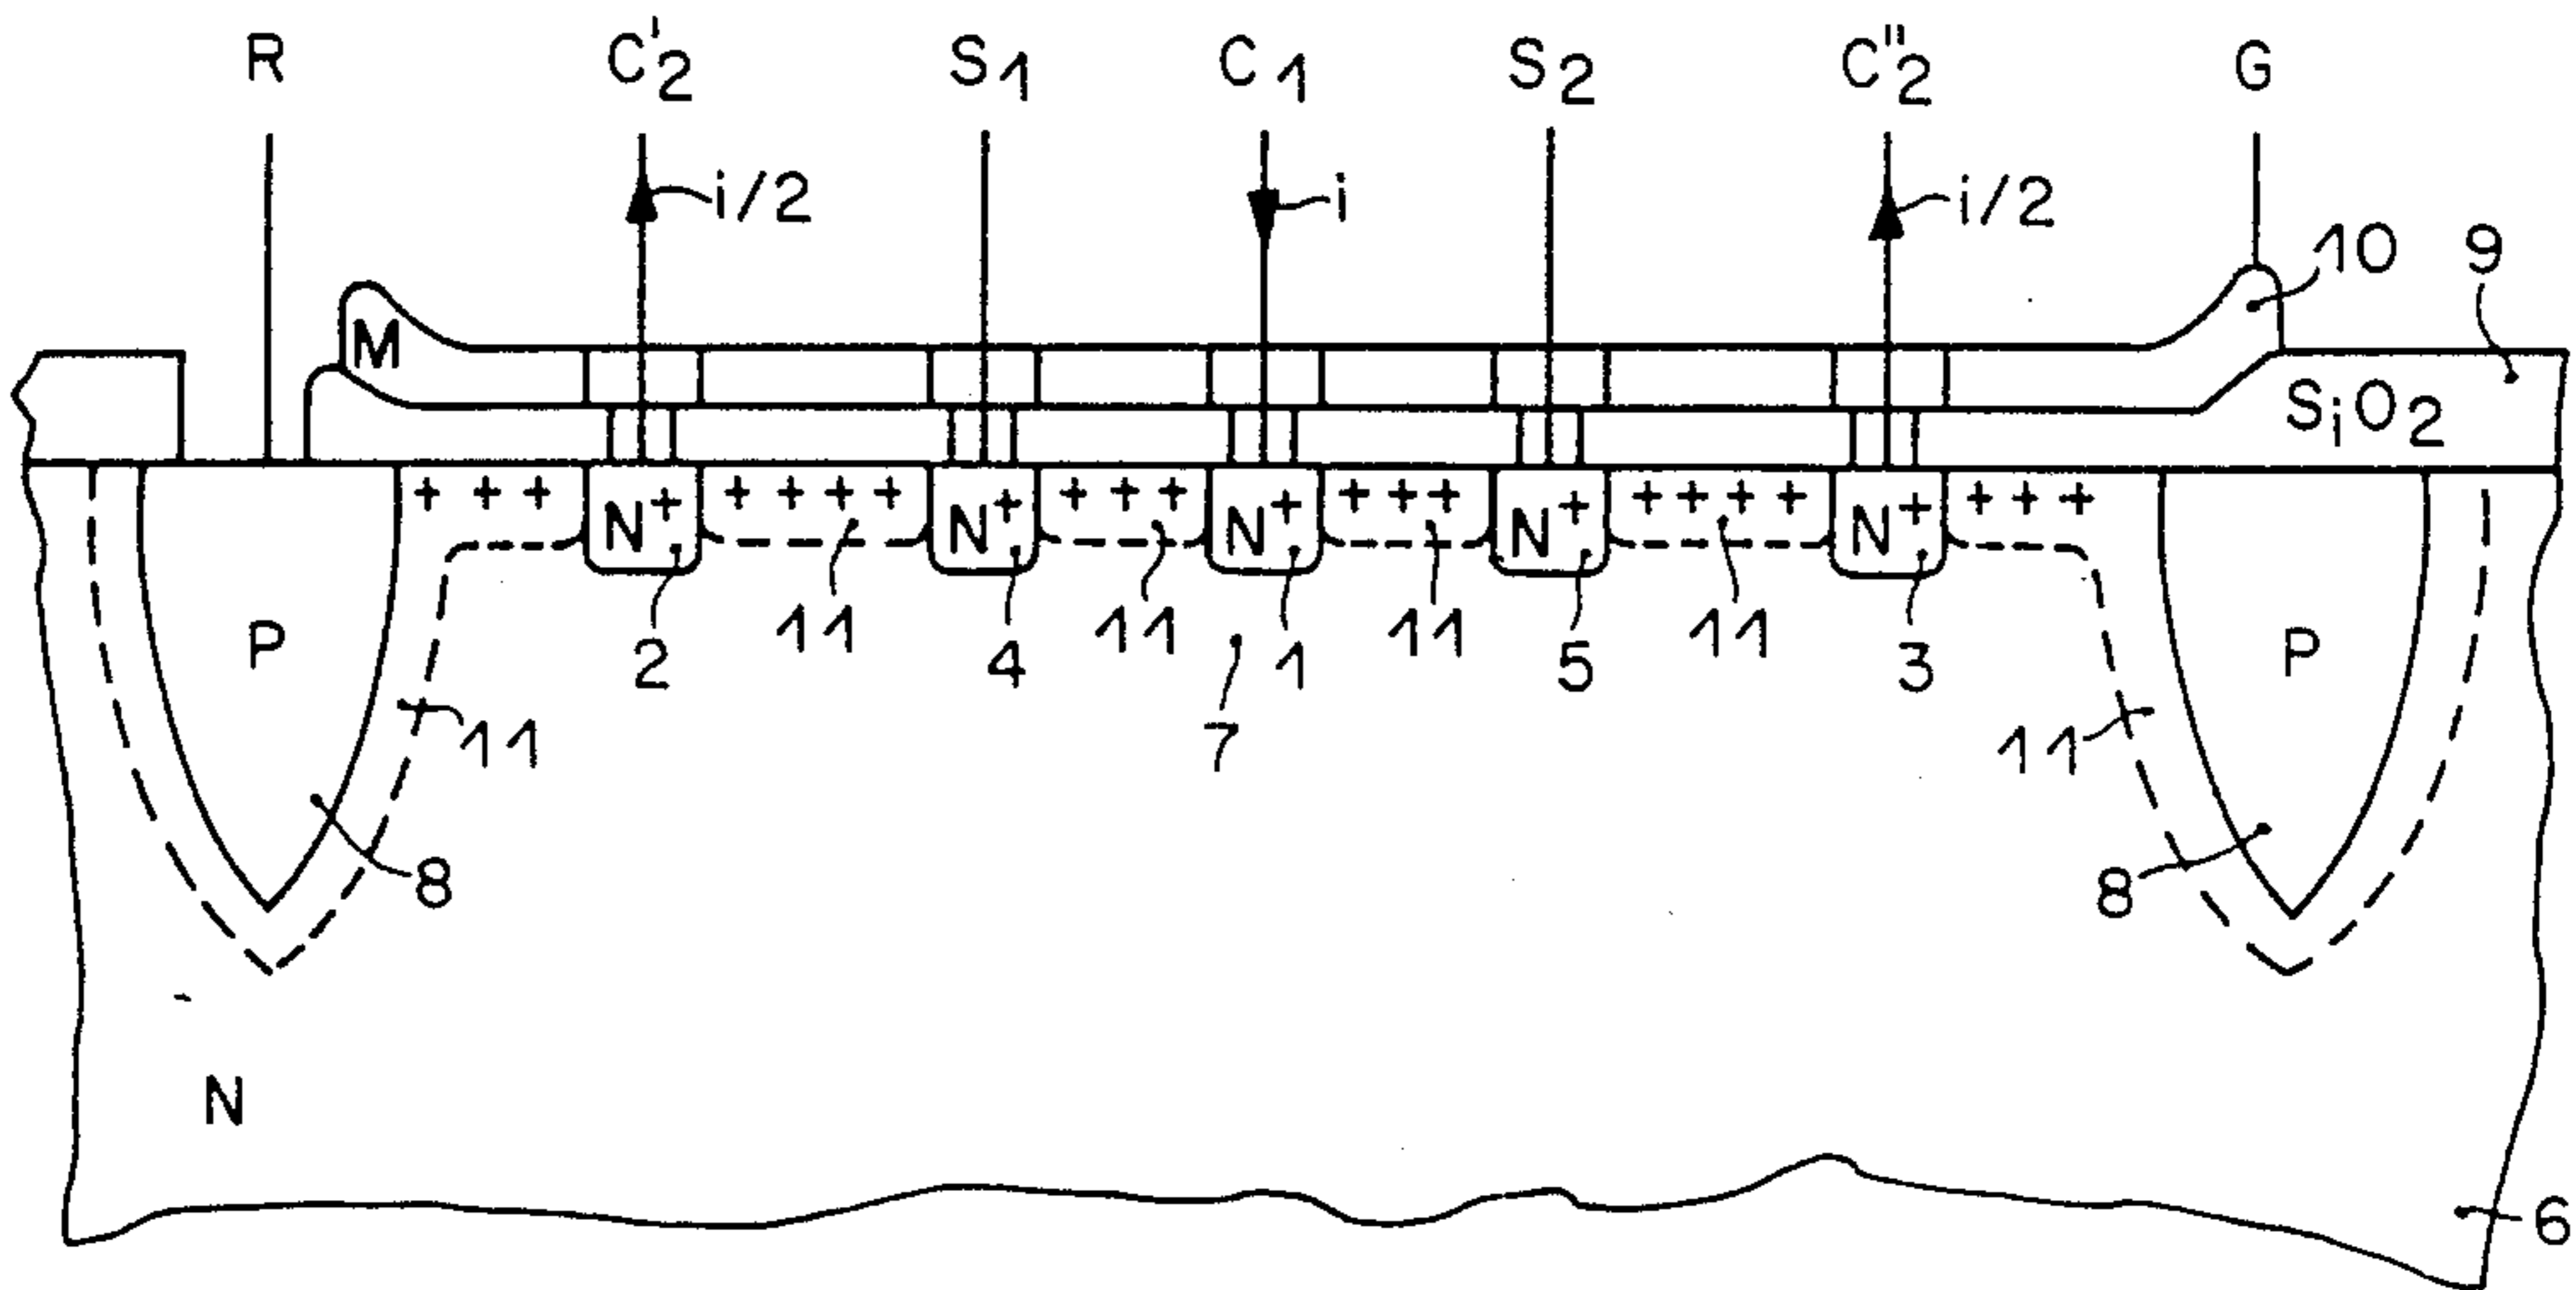 R C'2 S1 C1 S2 C"2 G
i/2 i i/2
10 9
M
SiO2
+ + + + + + + + + + + + + + + + + + + + + +
N+ N+ N+ N+ N+
P 2 11 4 11 1 11 5 11 3 P
11 7 11
8 8
N
6